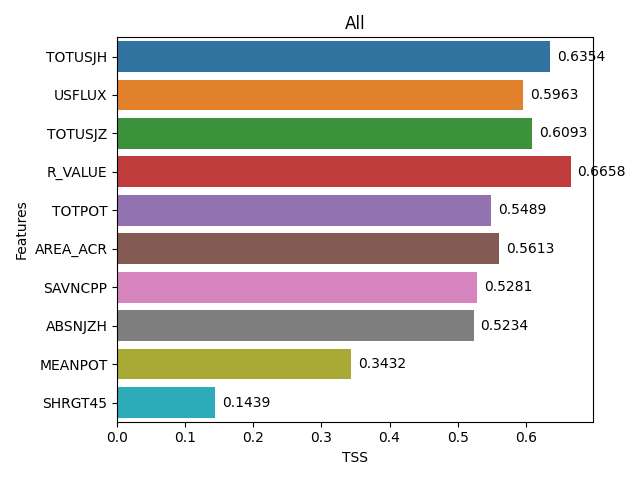 All
TOTUSJH 0.6354
USFLUX 0.5963
TOTUSJZ 0.6093
R_VALUE 0.6658
TOTPOT 0.5489
AREA_ACR 0.5613
SAVNCPP 0.5281
ABSNJZH 0.5234
MEANPOT 0.3432
SHRGT45 0.1439
Features
0.0 0.1 0.2 0.3 0.4 0.5 0.6
TSS